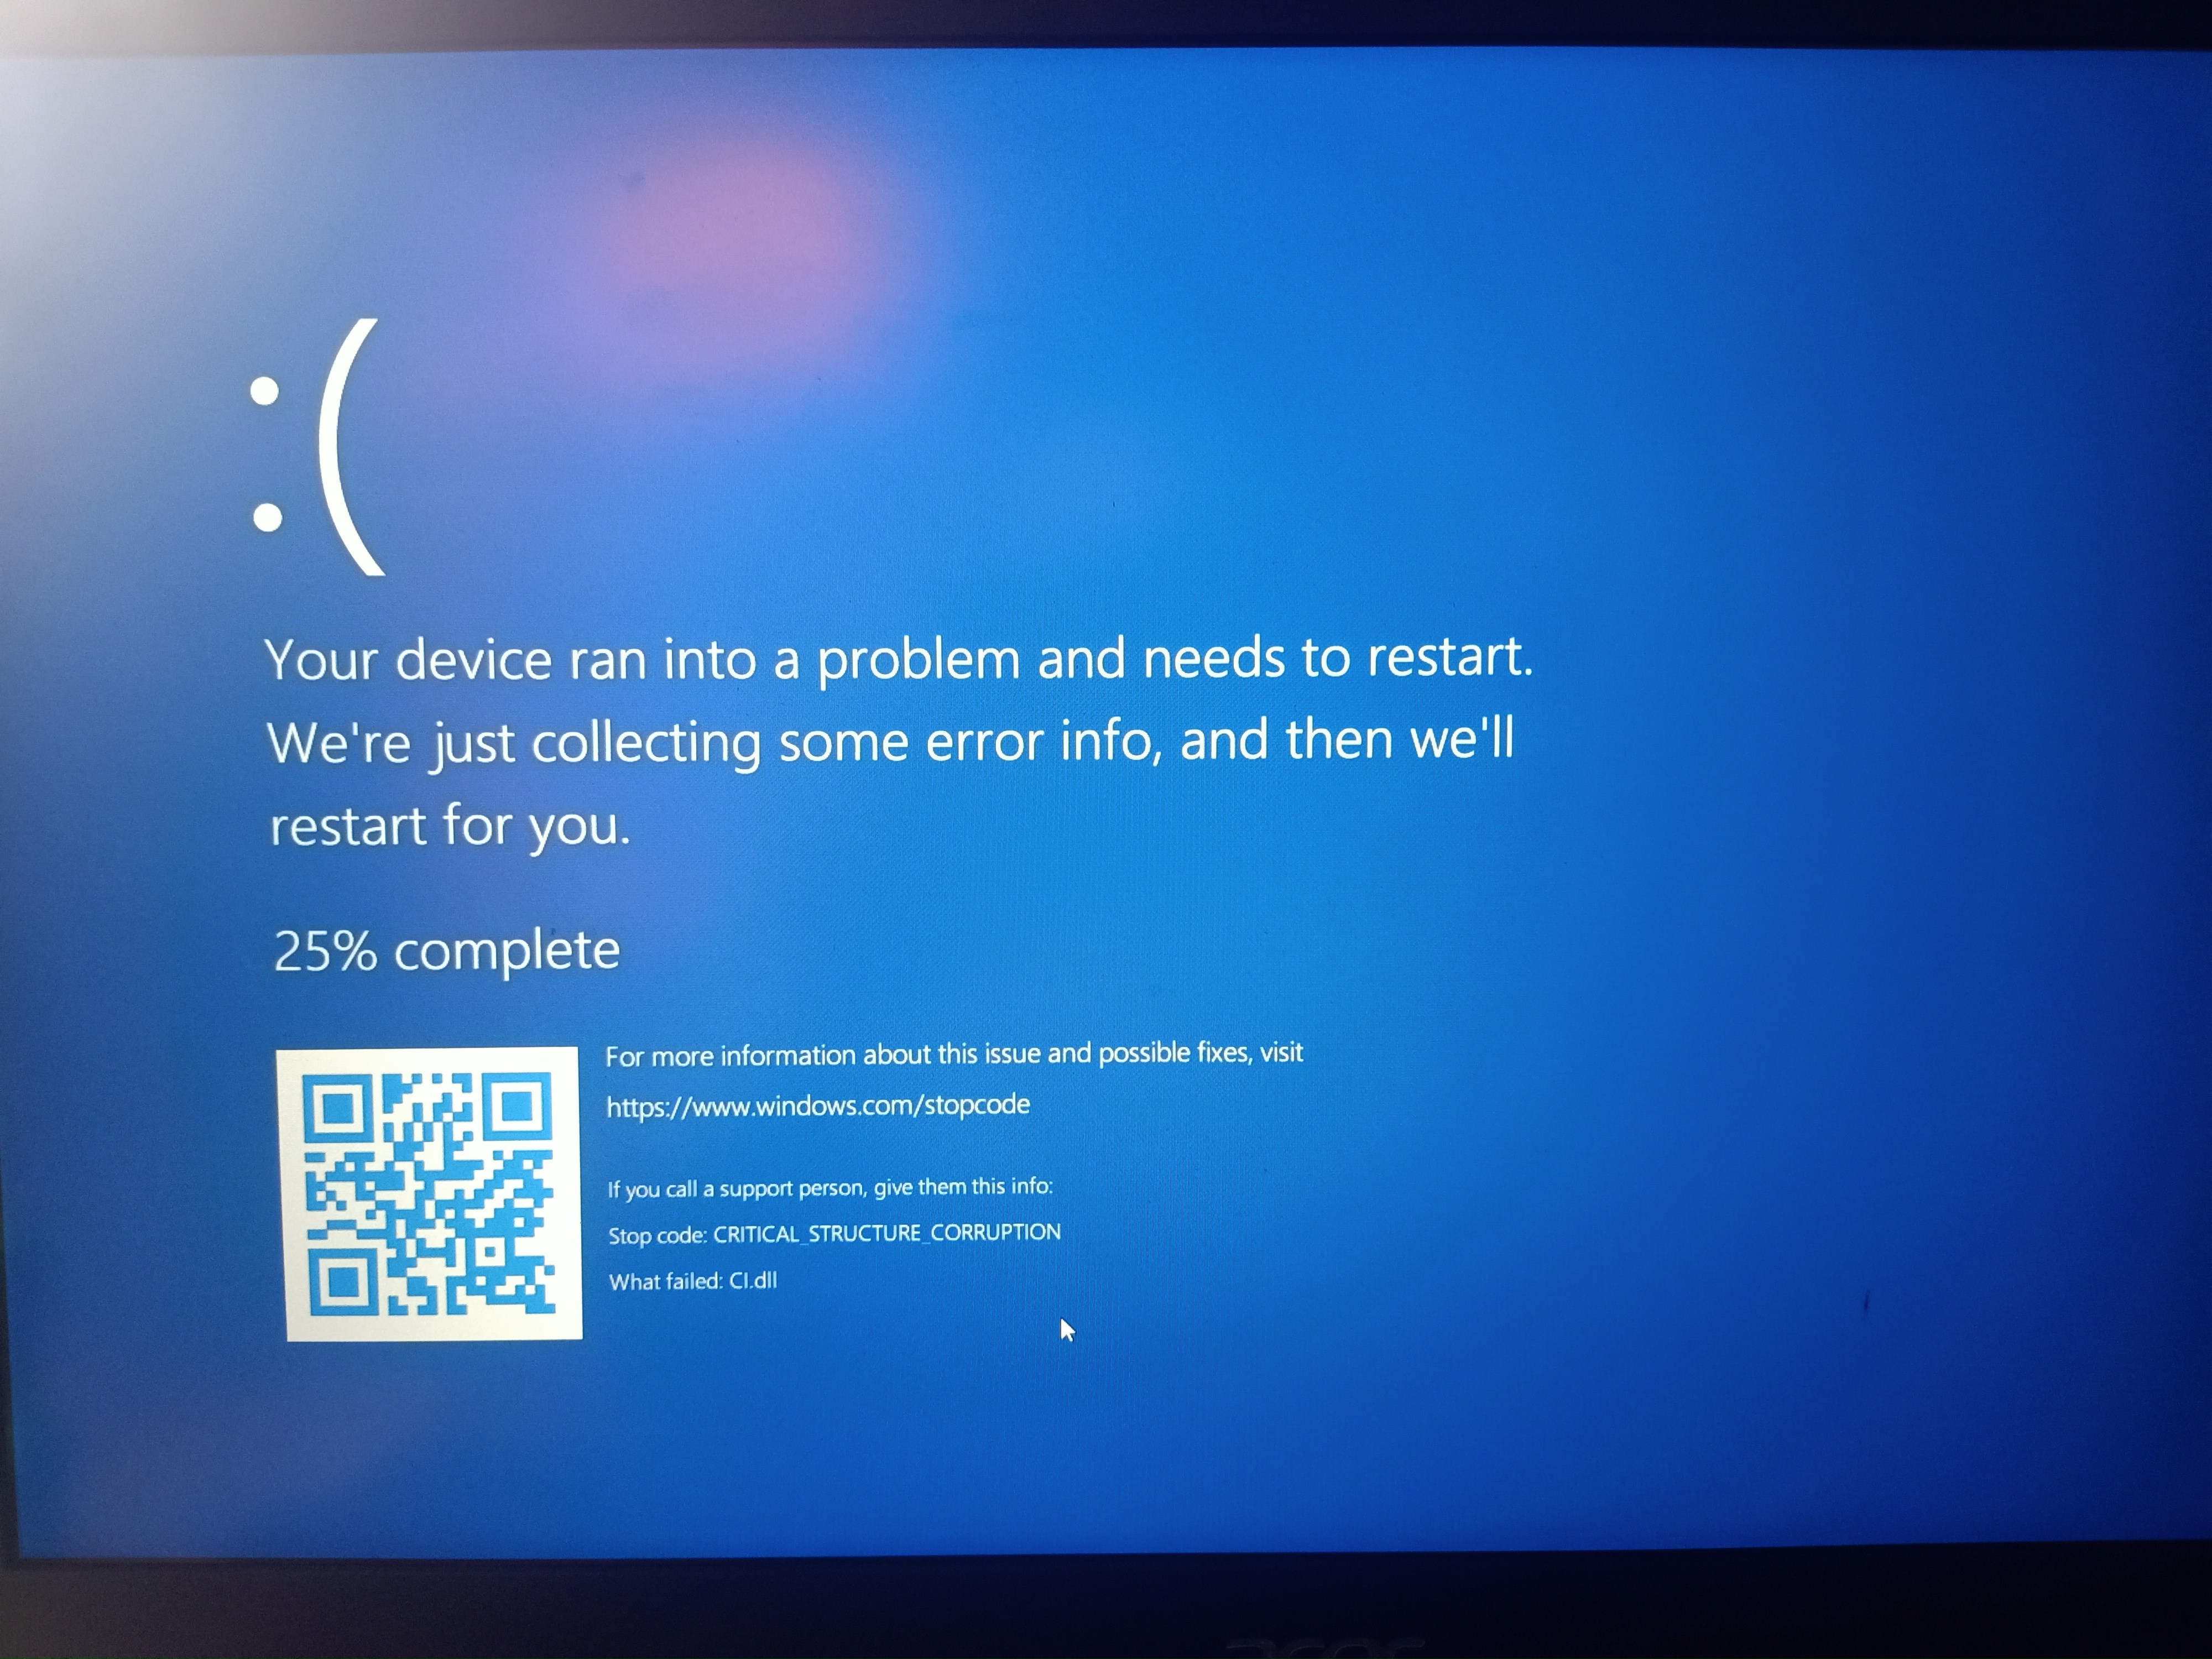 :(
Your device ran into a problem and needs to restart.
We're just collecting some error info, and then we'll
restart for you.
25% complete
For more information about this issue and possible fixes, visit
https://www.windows.com/stopcode
If you call a support person, give them this info:
Stop code: CRITICAL_STRUCTURE_CORRUPTION
What failed: CI.dll
acer